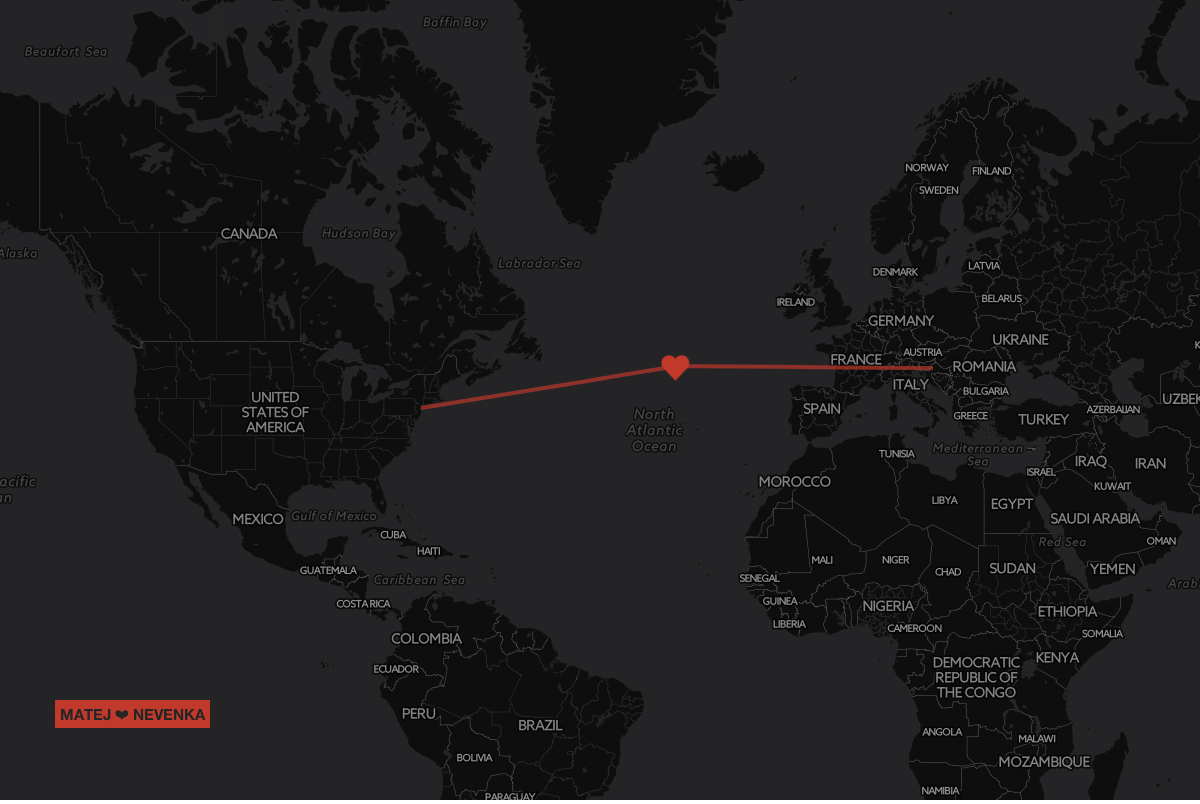 Baffin Bay
Beaufort Sea
NORWAY
FINLAND
SWEDEN
CANADA
Hudson Bay
Alaska
Labrador Sea
LATVIA
DENMARK
BELARUS
IRELAND
GERMANY
UKRAINE
FRANCE
AUSTRIA
ROMANIA
ITALY
BULGARIA
UNITED
STATES OF
AMERICA
UZBEK
SPAIN
AZERBAIJAN
GREECE
TURKEY
North
Atlantic
Ocean
Mediterranean
Sea
TUNISIA
IRAQ
IRAN
ISRAEL
acific
an
MOROCCO
KUWAIT
LIBYA
EGYPT
MEXICO
Gulf of Mexico
SAUDI ARABIA
CUBA
Red Sea
OMAN
HAITI
MALI
NIGER
GUATEMALA
CHAD
SUDAN
YEMEN
Caribbean Sea
SENEGAL
Arab
COSTA RICA
GUINEA
NIGERIA
ETHIOPIA
LIBERIA
CAMEROON
SOMALIA
COLOMBIA
KENYA
ECUADOR
DEMOCRATIC
REPUBLIC OF
THE CONGO
PERU
MATEJ ❤ NEVENKA
BRAZIL
ANGOLA
MALAWI
BOLIVIA
MOZAMBIQUE
NAMIBIA
PARAGUAY